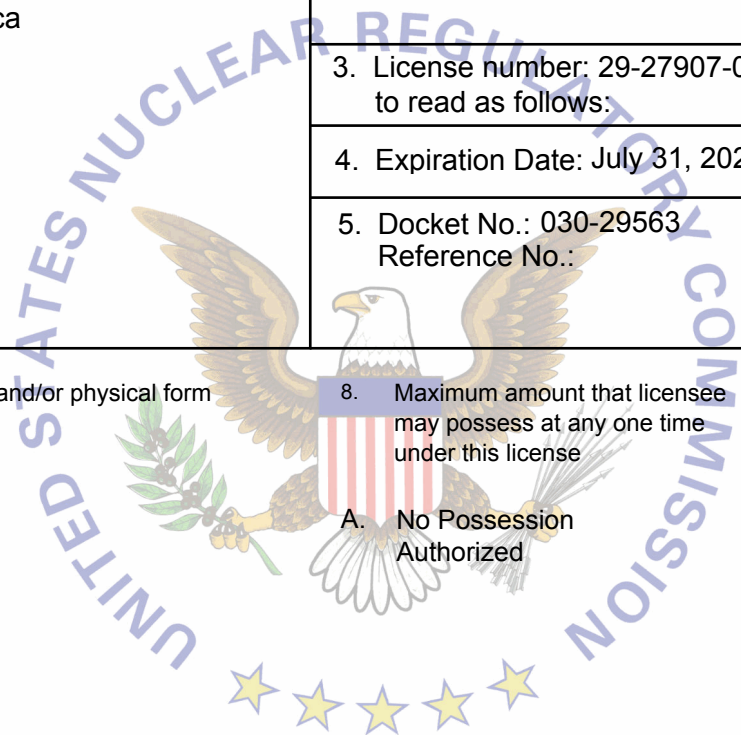 ca
3. License number: 29-27907-0
to read as follows:
4. Expiration Date: July 31, 202
5. Docket No.: 030-29563
Reference No.:
and/or physical form
8. Maximum amount that licensee
may possess at any one time
under this license
A. No Possession
Authorized
UNITED STATES NUCLEAR REGULATORY COMMISSION